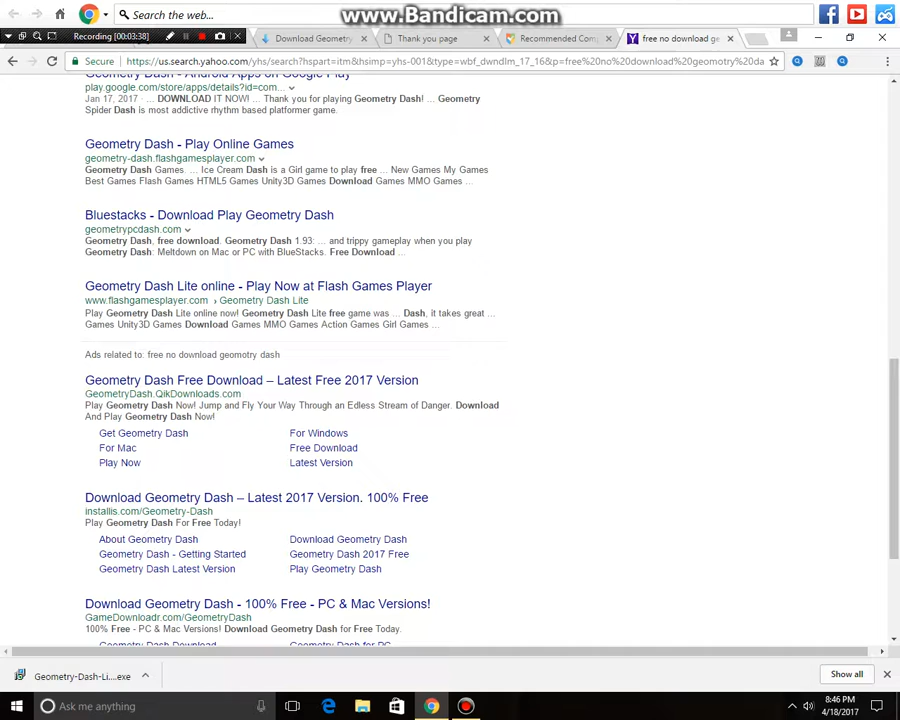 www.Bandicam.com
Search the web...
Recording [00:03:38]
Download Geometry
Thank you page
Recommended Com
free no download ge
Secure
https://us.search.yahoo.com/yhs/search?hspart=itm&hsimp=yhs-001&type=wbf_dwndlm_17_16&p=free%20no%20download%20geomotry%20da
Geometry Dash - Android Apps on Google Play
play.google.com/store/apps/details?id=com...
Jan 17, 2017 · ... DOWNLOAD IT NOW! ... Thank you for playing Geometry Dash! ... Geometry
Spider Dash is most addictive rhythm based platformer game.
Geometry Dash - Play Online Games
geometry-dash.flashgamesplayer.com
Geometry Dash Games. ... Ice Cream Dash is a Girl game to play free ... New Games My Games
Best Games Flash Games HTML5 Games Unity3D Games Download Games MMO Games ...
Bluestacks - Download Play Geometry Dash
geometrypcdash.com
Geometry Dash, free download. Geometry Dash 1.93: ... and trippy gameplay when you play
Geometry Dash: Meltdown on Mac or PC with BlueStacks. Free Download ...
Geometry Dash Lite online - Play Now at Flash Games Player
www.flashgamesplayer.com › Geometry Dash Lite
Play Geometry Dash Lite online now! Geometry Dash Lite free game was ... Dash, it takes great ...
Games Unity3D Games Download Games MMO Games Action Games Girl Games ...
Ads related to: free no download geomotry dash
Geometry Dash Free Download – Latest Free 2017 Version
GeometryDash.QikDownloads.com
Play Geometry Dash Now! Jump and Fly Your Way Through an Edless Stream of Danger. Download
And Play Geometry Dash Now!
Get Geometry Dash
For Windows
For Mac
Free Download
Play Now
Latest Version
Download Geometry Dash – Latest 2017 Version. 100% Free
installis.com/Geometry-Dash
Play Geometry Dash For Free Today!
About Geometry Dash
Download Geometry Dash
Geometry Dash - Getting Started
Geometry Dash 2017 Free
Geometry Dash Latest Version
Play Geometry Dash
Download Geometry Dash - 100% Free - PC & Mac Versions!
GameDownloadr.com/GeometryDash
100% Free - PC & Mac Versions! Download Geometry Dash for Free Today.
Geometry Dash Download
Geometry Dash for PC
Geometry-Dash-Li....exe
Show all
Ask me anything
8:46 PM
4/18/2017